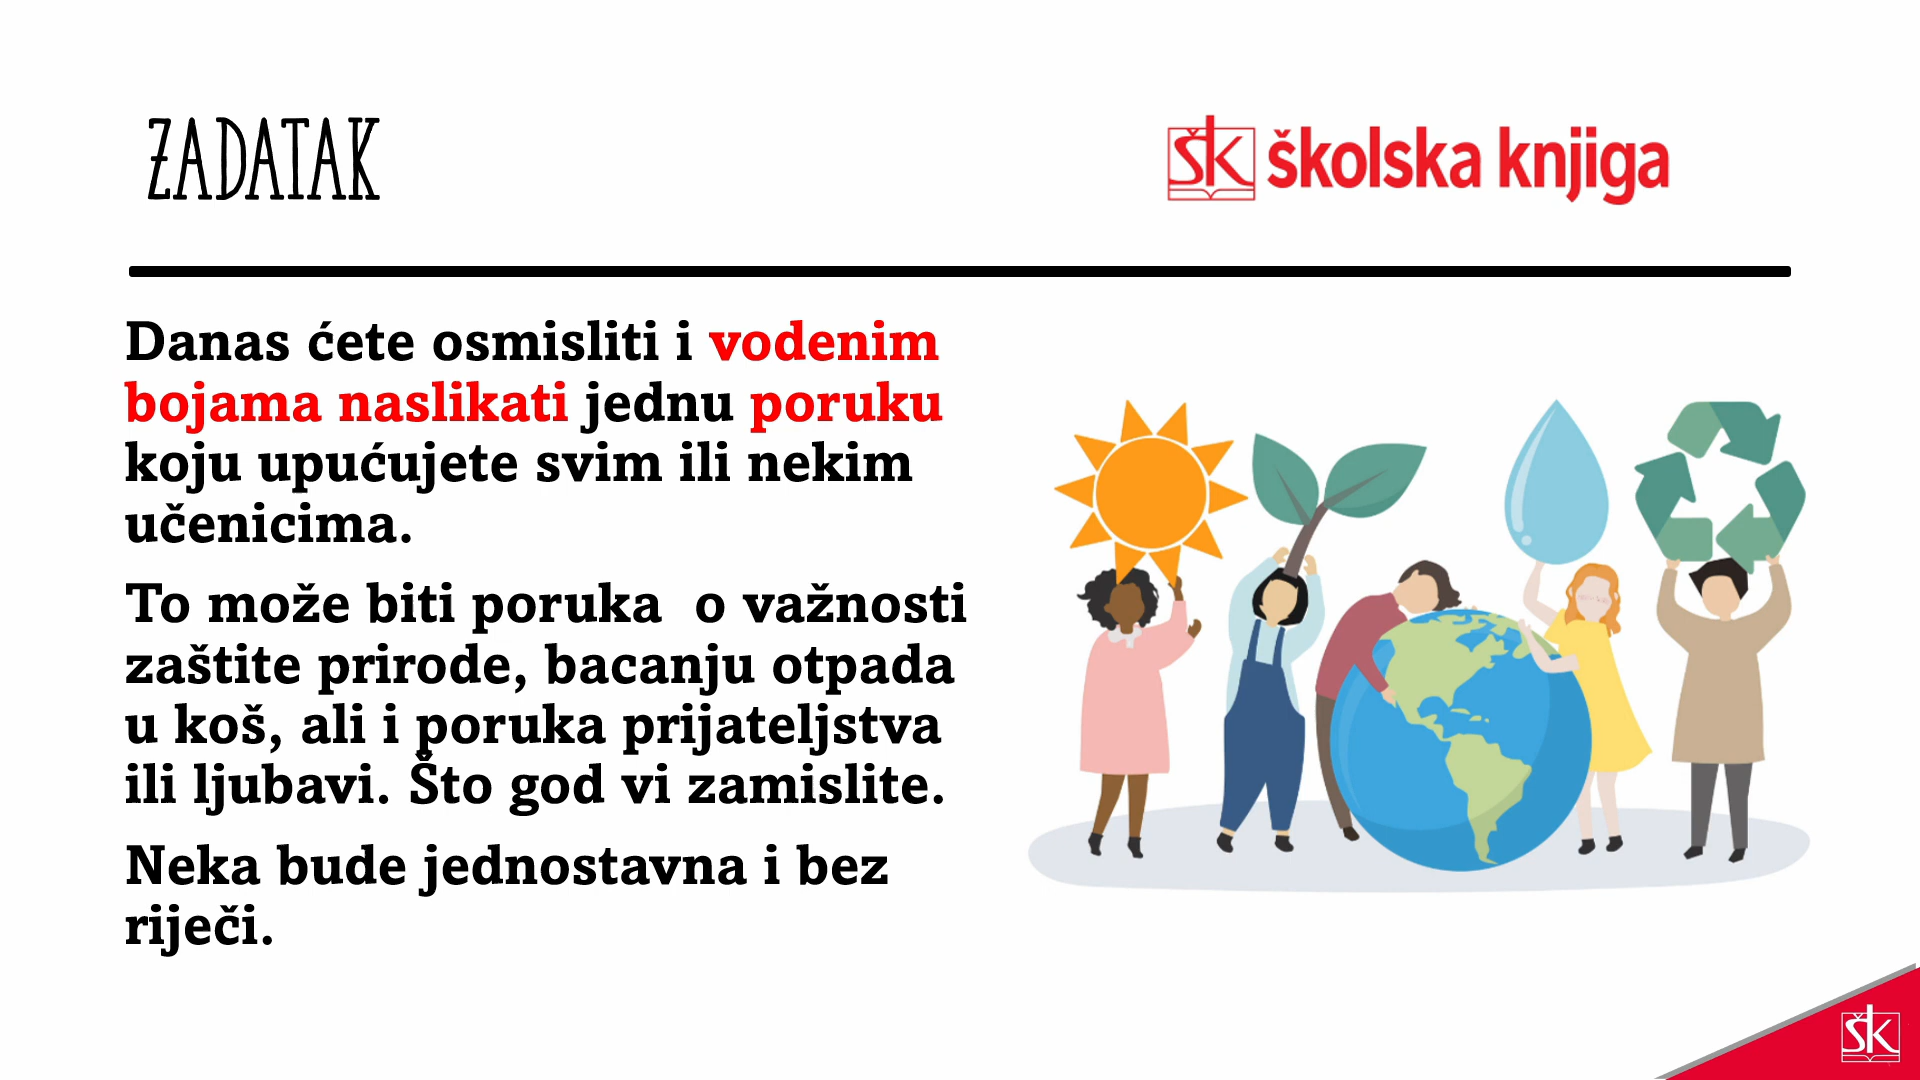 ZADATAK
ŠK školska knjiga
Danas ćete osmisliti i vodenim
bojama naslikati jednu poruku
koju upućujete svim ili nekim
učenicima.
To može biti poruka  o važnosti
zaštite prirode, bacanju otpada
u koš, ali i poruka prijateljstva
ili ljubavi. Što god vi zamislite.
Neka bude jednostavna i bez
riječi.
ŠK